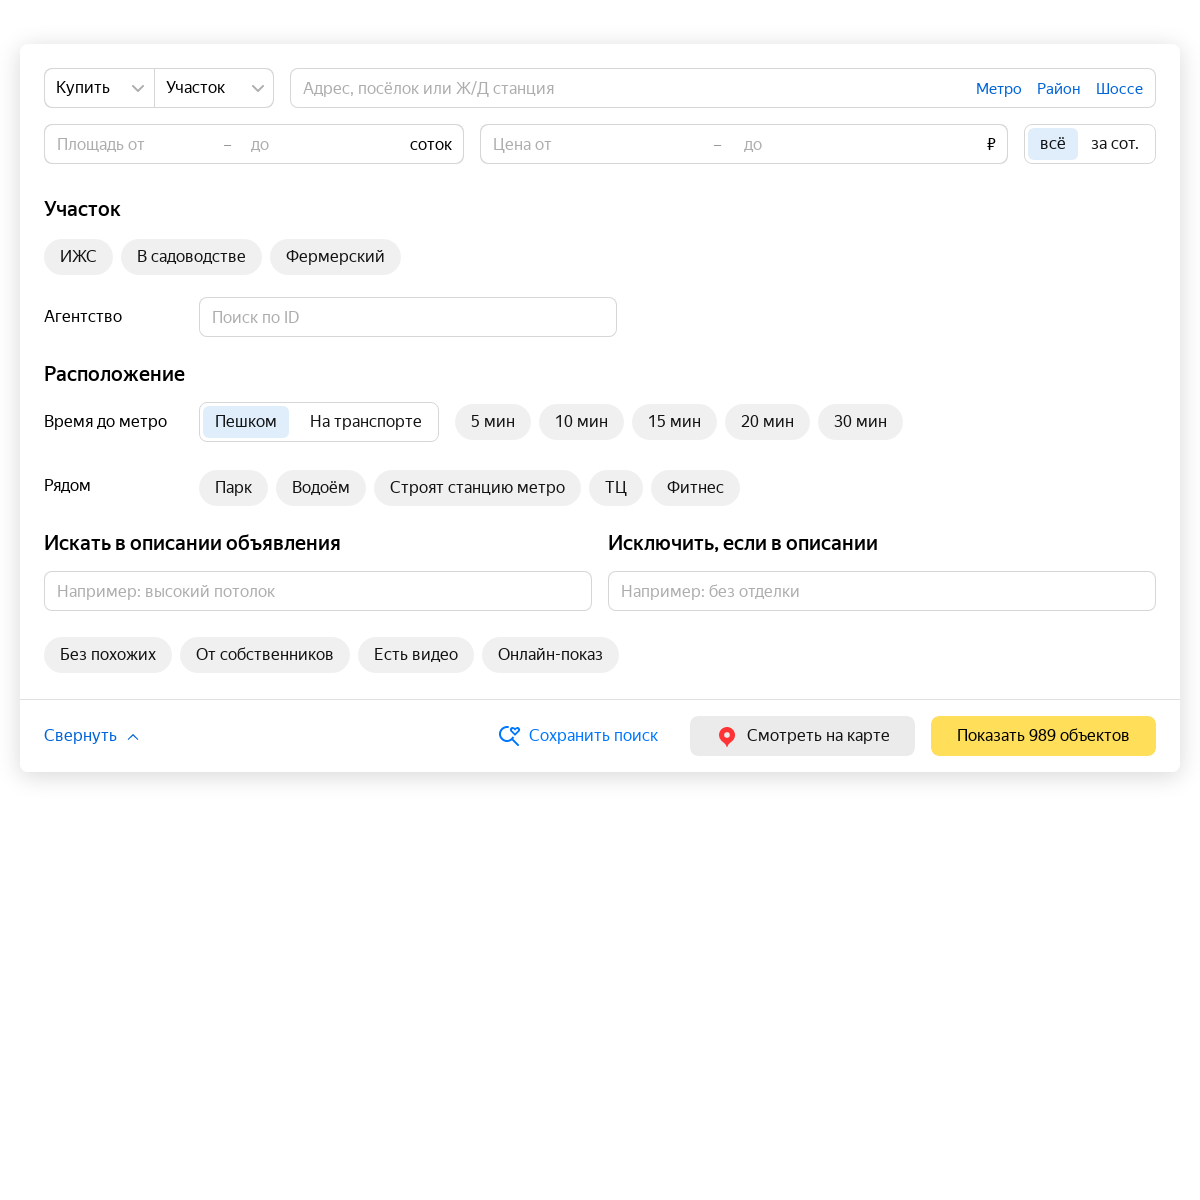 Купить Участок Адрес, посёлок или Ж/Д станция Метро Район Шоссе
Площадь от – до соток Цена от – до ₽ всё за сот.
Участок
ИЖС В садоводстве Фермерский
Агентство Поиск по ID
Расположение
Время до метро Пешком На транспорте 5 мин 10 мин 15 мин 20 мин 30 мин
Рядом Парк Водоём Строят станцию метро ТЦ Фитнес
Искать в описании объявления Исключить, если в описании
Например: высокий потолок Например: без отделки
Без похожих От собственников Есть видео Онлайн-показ
Свернуть Сохранить поиск Смотреть на карте Показать 989 объектов